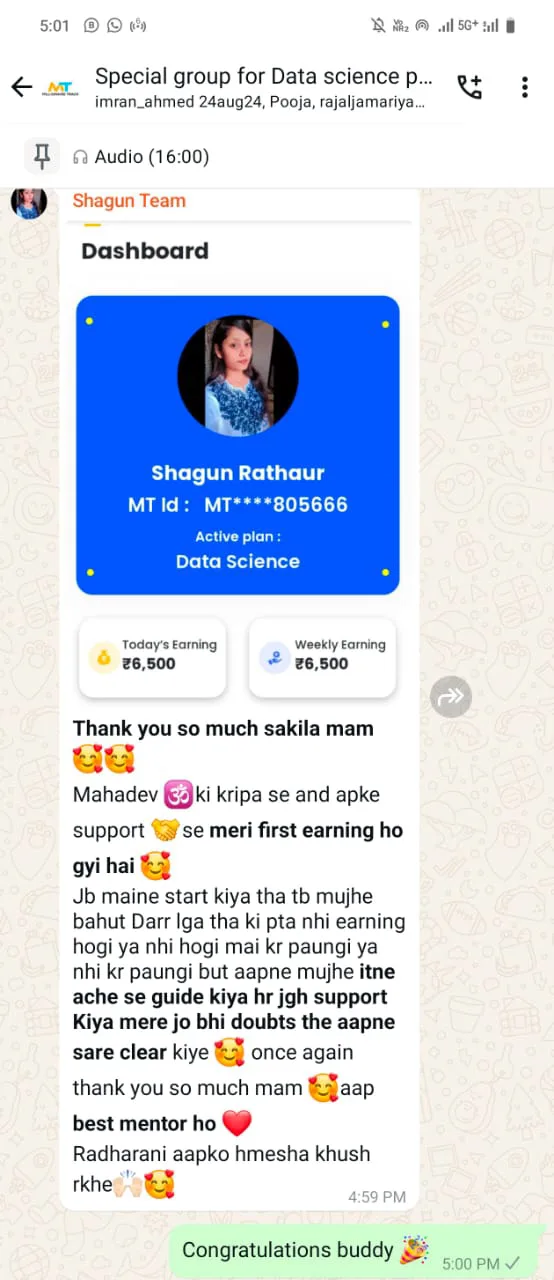 5:01
VO NR2 5G+
MT
Special group for Data science p...
imran_ahmed 24aug24, Pooja, rajaljamariya...
Audio (16:00)
Shagun Team
Dashboard
Shagun Rathaur
MT Id : MT****805666
Active plan :
Data Science
Today's Earning
₹6,500
Weekly Earning
₹6,500
Thank you so much sakila mam
🥰🥰
Mahadev 🕉️ki kripa se and apke
support 🤝se meri first earning ho
gyi hai 🥰
Jb maine start kiya tha tb mujhe
bahut Darr lga tha ki pta nhi earning
hogi ya nhi hogi mai kr paungi ya
nhi kr paungi but aapne mujhe itne
ache se guide kiya hr jgh support
Kiya mere jo bhi doubts the aapne
sare clear kiye 🥰 once again
thank you so much mam 🥰aap
best mentor ho ❤️
Radharani aapko hmesha khush
rkhe🙌🏻🥰
4:59 PM
Congratulations buddy 🎉
5:00 PM